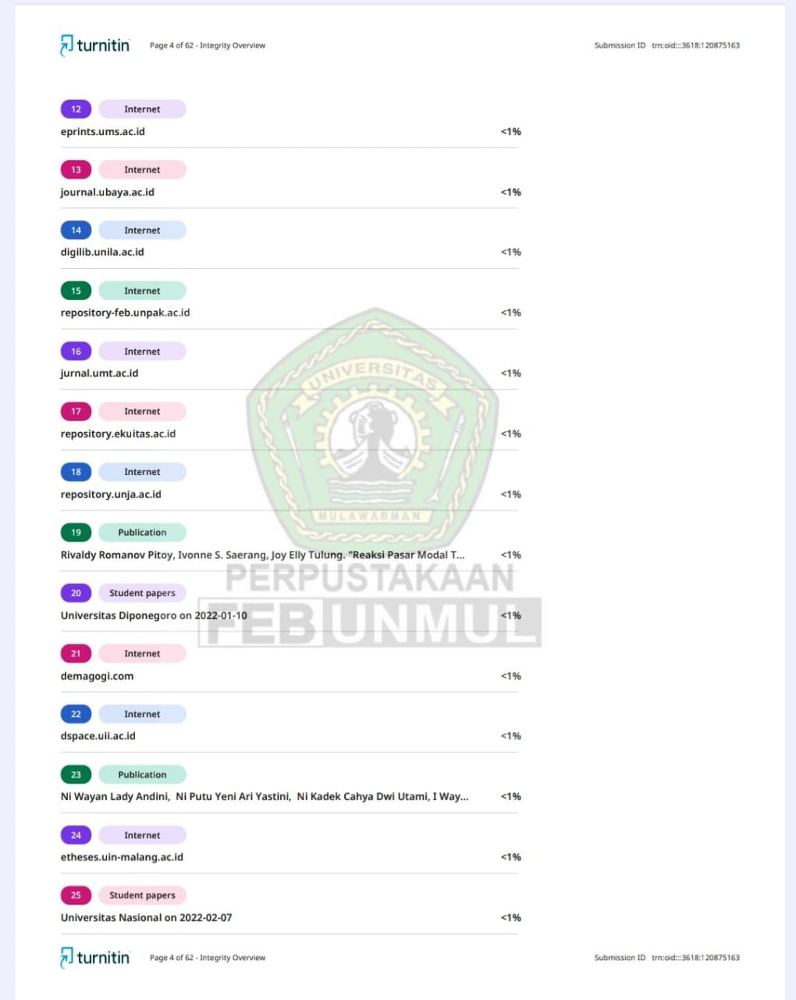 turnitin Page 4 of 62 - Integrity Overview Submission ID trn:oid:::3618:120875163
12 Internet
eprints.ums.ac.id <1%
13 Internet
journal.ubaya.ac.id <1%
14 Internet
digilib.unila.ac.id <1%
15 Internet
repository-feb.unpak.ac.id <1%
16 Internet
jurnal.umt.ac.id <1%
17 Internet
repository.ekuitas.ac.id <1%
18 Internet
repository.unja.ac.id <1%
19 Publication
Rivaldy Romanov Pitoy, Ivonne S. Saerang, Joy Elly Tulung. "Reaksi Pasar Modal T... <1%
20 Student papers
Universitas Diponegoro on 2022-01-10 <1%
21 Internet
demagogi.com <1%
22 Internet
dspace.uii.ac.id <1%
23 Publication
Ni Wayan Lady Andini, Ni Putu Yeni Ari Yastini, Ni Kadek Cahya Dwi Utami, I Way... <1%
24 Internet
etheses.uin-malang.ac.id <1%
25 Student papers
Universitas Nasional on 2022-02-07 <1%
UNIVERSITAS
MULAWARMAN
PERPUSTAKAAN
FEB UNMUL
turnitin Page 4 of 62 - Integrity Overview Submission ID trn:oid:::3618:120875163